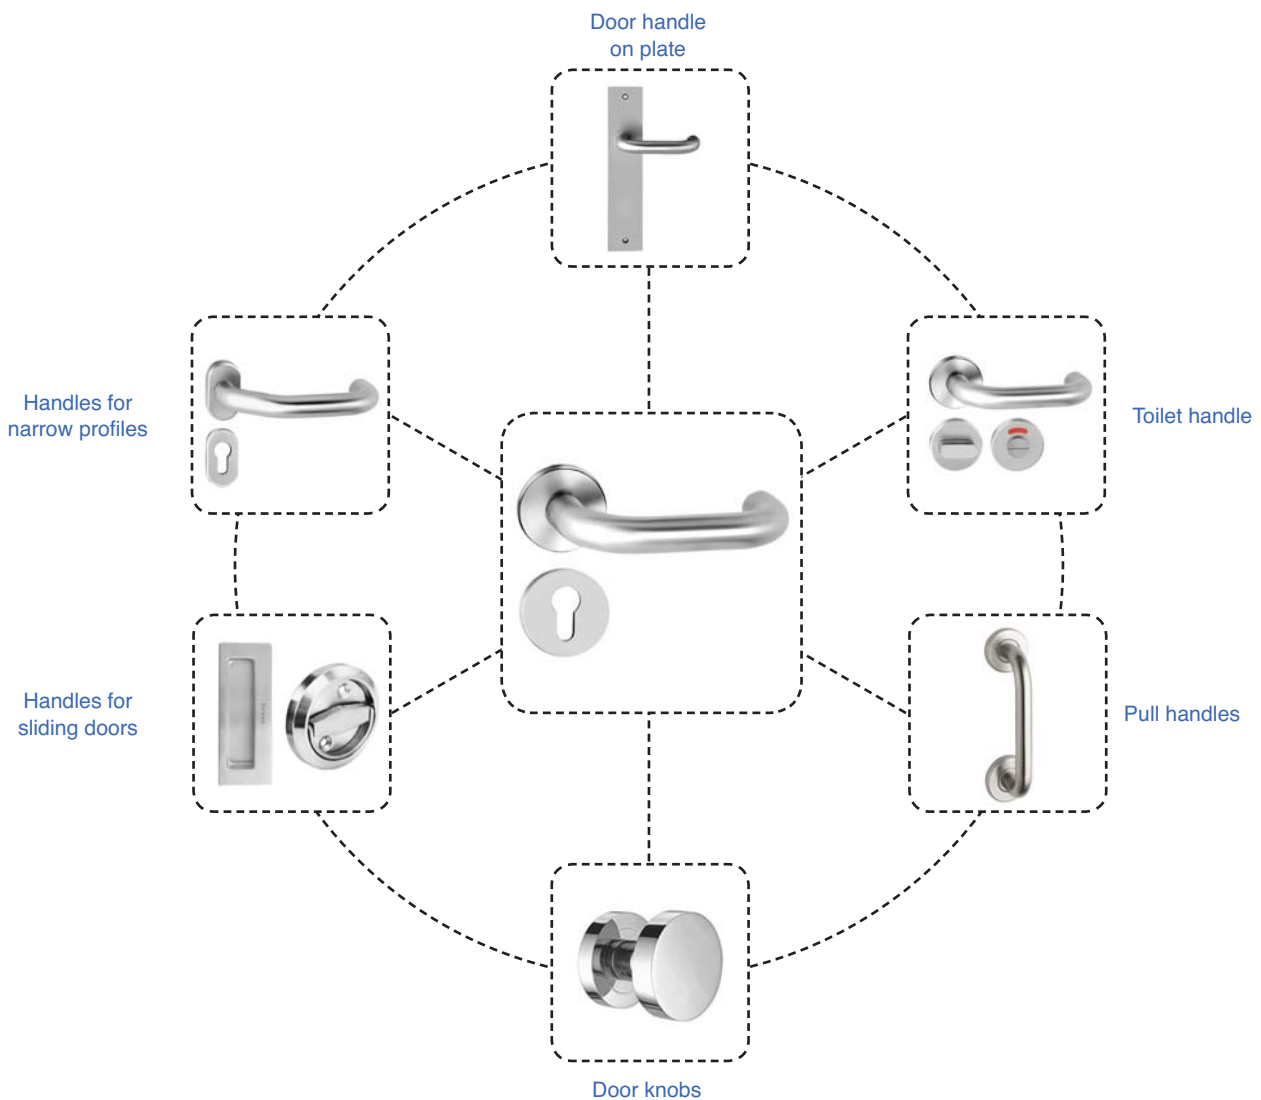 Door handle
on plate
Handles for
narrow profiles
Toilet handle
Handles for
sliding doors
Pull handles
Door knobs